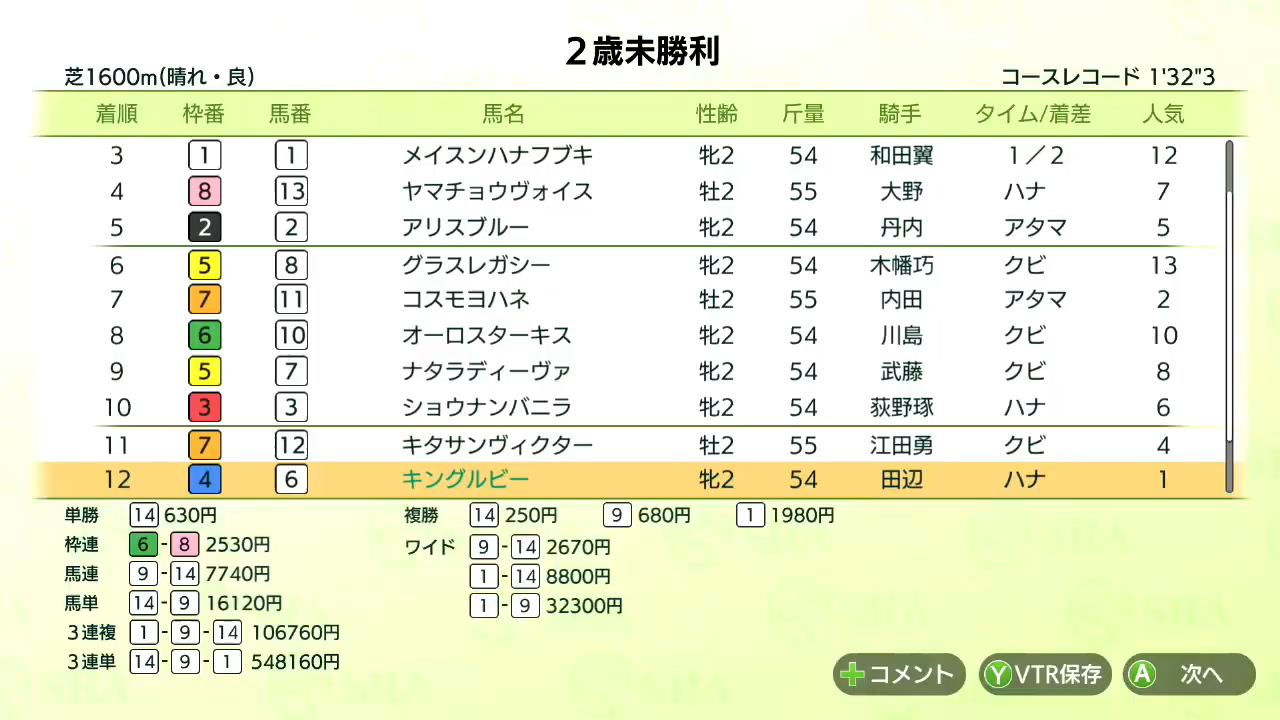 ２歳未勝利
芝1600m(晴れ・良) コースレコード 1'32"3
着順 枠番 馬番 馬名 性齢 斤量 騎手 タイム/着差 人気
3 1 1 メイスンハナフブキ 牝2 54 和田翼 １／２ 12
4 8 13 ヤマチョウヴォイス 牡2 55 大野 ハナ 7
5 2 2 アリスブルー 牝2 54 丹内 アタマ 5
6 5 8 グラスレガシー 牝2 54 木幡巧 クビ 13
7 7 11 コスモヨハネ 牡2 55 内田 アタマ 2
8 6 10 オーロスターキス 牝2 54 川島 クビ 10
9 5 7 ナタラディーヴァ 牝2 54 武藤 クビ 8
10 3 3 ショウナンバニラ 牝2 54 荻野琢 ハナ 6
11 7 12 キタサンヴィクター 牡2 55 江田勇 クビ 4
12 4 6 キングルビー 牝2 54 田辺 ハナ 1
単勝 14 630円 複勝 14 250円 9 680円 1 1980円
枠連 6-8 2530円 ワイド 9-14 2670円
馬連 9-14 7740円 1-14 8800円
馬単 14-9 16120円 1-9 32300円
３連複 1-9-14 106760円
３連単 14-9-1 548160円
コメント Y VTR保存 A 次へ